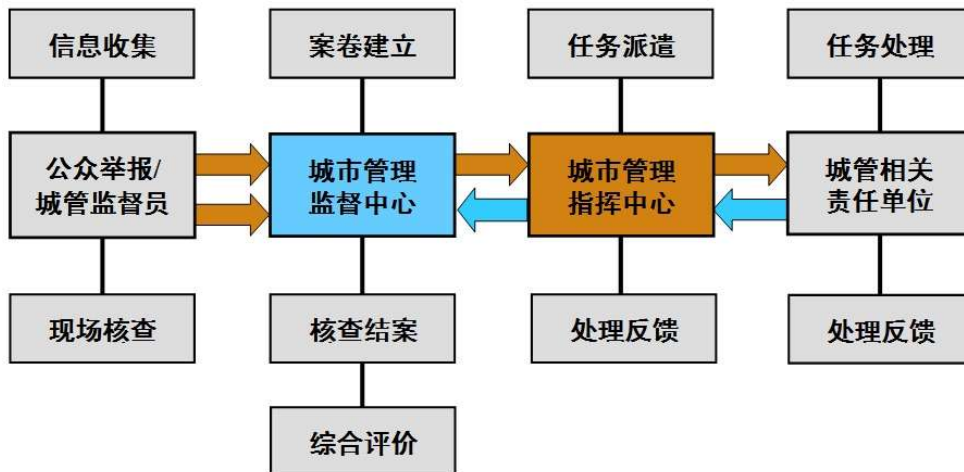 信息收集
案卷建立
任务派遣
任务处理
公众举报/
城管监督员
城市管理
监督中心
城市管理
指挥中心
城管相关
责任单位
现场核查
核查结案
处理反馈
处理反馈
综合评价